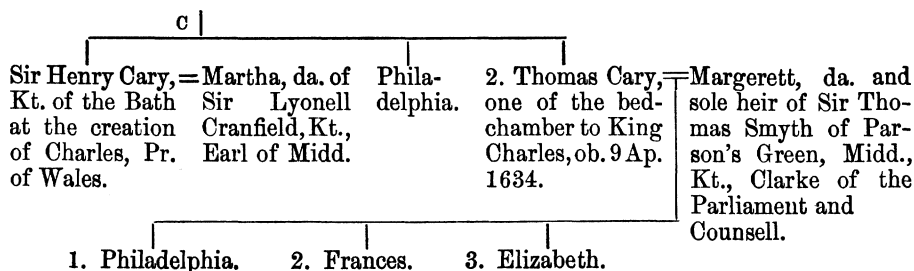 C
Sir Henry Cary,
Kt. of the Bath
at the creation
of Charles, Pr.
of Wales.
=
Martha, da. of
Sir Lyonell
Cranfield, Kt.,
Earl of Midd.
Phila-
delphia.
2. Thomas Cary,
one of the bed-
chamber to King
Charles, ob. 9 Ap.
1634.
=
Margerett, da. and
sole heir of Sir Tho-
mas Smyth of Par-
son's Green, Midd.,
Kt., Clarke of the
Parliament and
Counsell.
1. Philadelphia.
2. Frances.
3. Elizabeth.